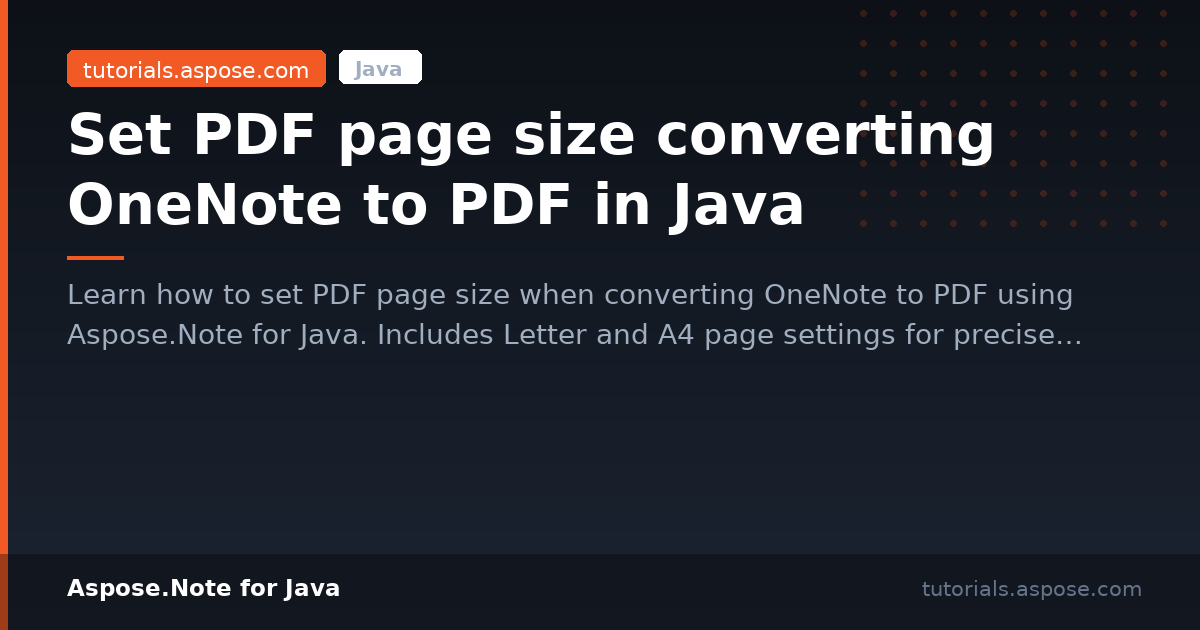 tutorials.aspose.com
Java
Set PDF page size converting
OneNote to PDF in Java
Learn how to set PDF page size when converting OneNote to PDF using
Aspose.Note for Java. Includes Letter and A4 page settings for precise…
Aspose.Note for Java
tutorials.aspose.com